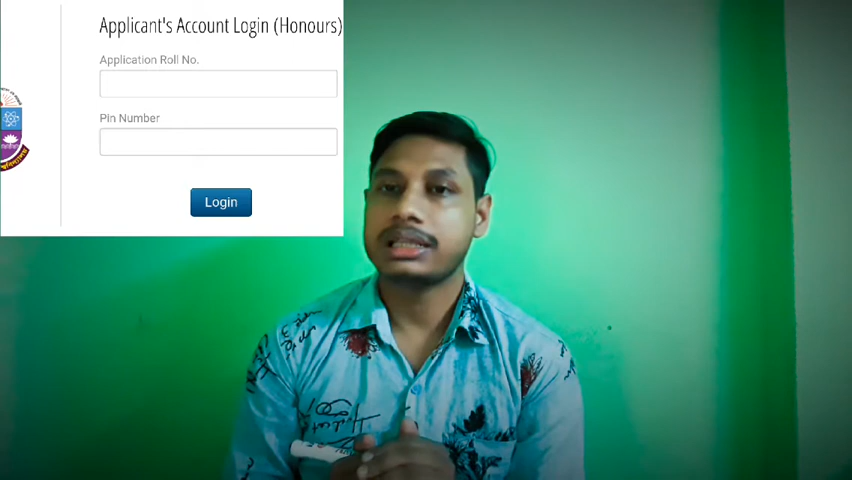 Applicant's Account Login (Honours)
Application Roll No.
Pin Number
Login